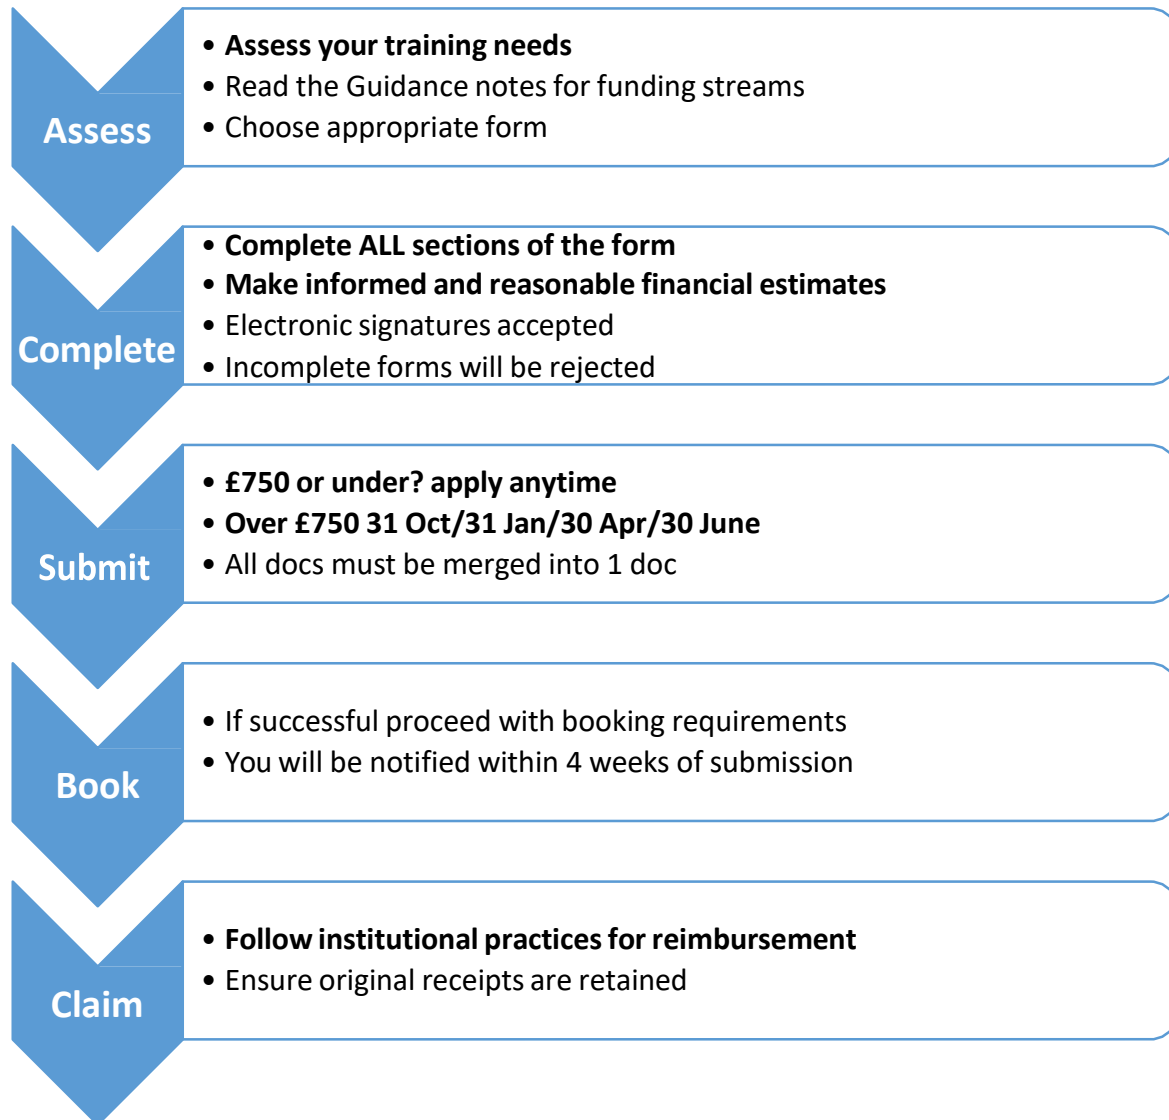 Assess
• Assess your training needs
• Read the Guidance notes for funding streams
• Choose appropriate form
Complete
• Complete ALL sections of the form
• Make informed and reasonable financial estimates
• Electronic signatures accepted
• Incomplete forms will be rejected
Submit
• £750 or under? apply anytime
• Over £750 31 Oct/31 Jan/30 Apr/30 June
• All docs must be merged into 1 doc
Book
• If successful proceed with booking requirements
• You will be notified within 4 weeks of submission
Claim
• Follow institutional practices for reimbursement
• Ensure original receipts are retained